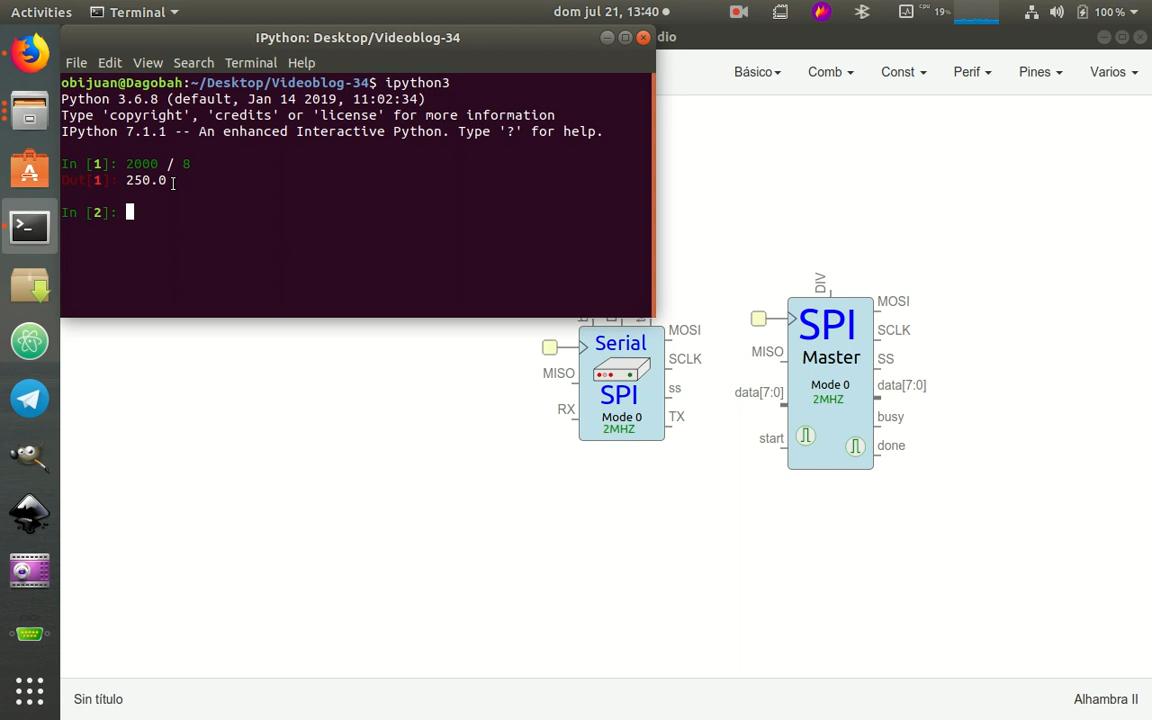 Activities
Terminal
dom jul 21, 13:40
cpu
19%
100 %
IPython: Desktop/Videoblog-34
dio
File Edit View Search Terminal Help
Básico
Comb
Const
Perif
Pines
Varios
obijuan@Dagobah:~/Desktop/Videoblog-34$ ipython3
Python 3.6.8 (default, Jan 14 2019, 11:02:34)
Type 'copyright', 'credits' or 'license' for more information
IPython 7.1.1 -- An enhanced Interactive Python. Type '?' for help.
In [1]: 2000 / 8
Out[1]: 250.0
In [2]:
Serial
SPI
Mode 0
2MHZ
MISO
RX
MOSI
SCLK
ss
TX
DIV
SPI
Master
Mode 0
2MHZ
MISO
data[7:0]
start
MOSI
SCLK
SS
data[7:0]
busy
done
Sin título
Alhambra II